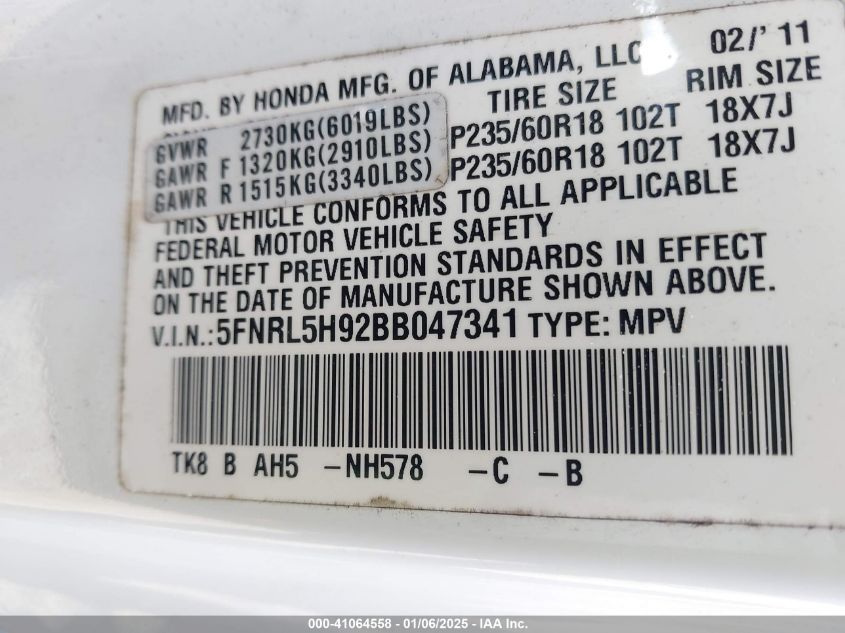 MFD. BY HONDA MFG. OF ALABAMA, LLC 02/' 11
TIRE SIZE RIM SIZE
GVWR 2730KG(6019LBS)
GAWR F 1320KG(2910LBS) P235/60R18 102T 18X7J
GAWR R 1515KG(3340LBS) P235/60R18 102T 18X7J
THIS VEHICLE CONFORMS TO ALL APPLICABLE
FEDERAL MOTOR VEHICLE SAFETY
AND THEFT PREVENTION STANDARDS IN EFFECT
ON THE DATE OF MANUFACTURE SHOWN ABOVE.
V.I.N.:5FNRL5H92BB047341 TYPE: MPV
TK8 B AH5 -NH578 -C -B
000-41064558 - 01/06/2025 - IAA Inc.